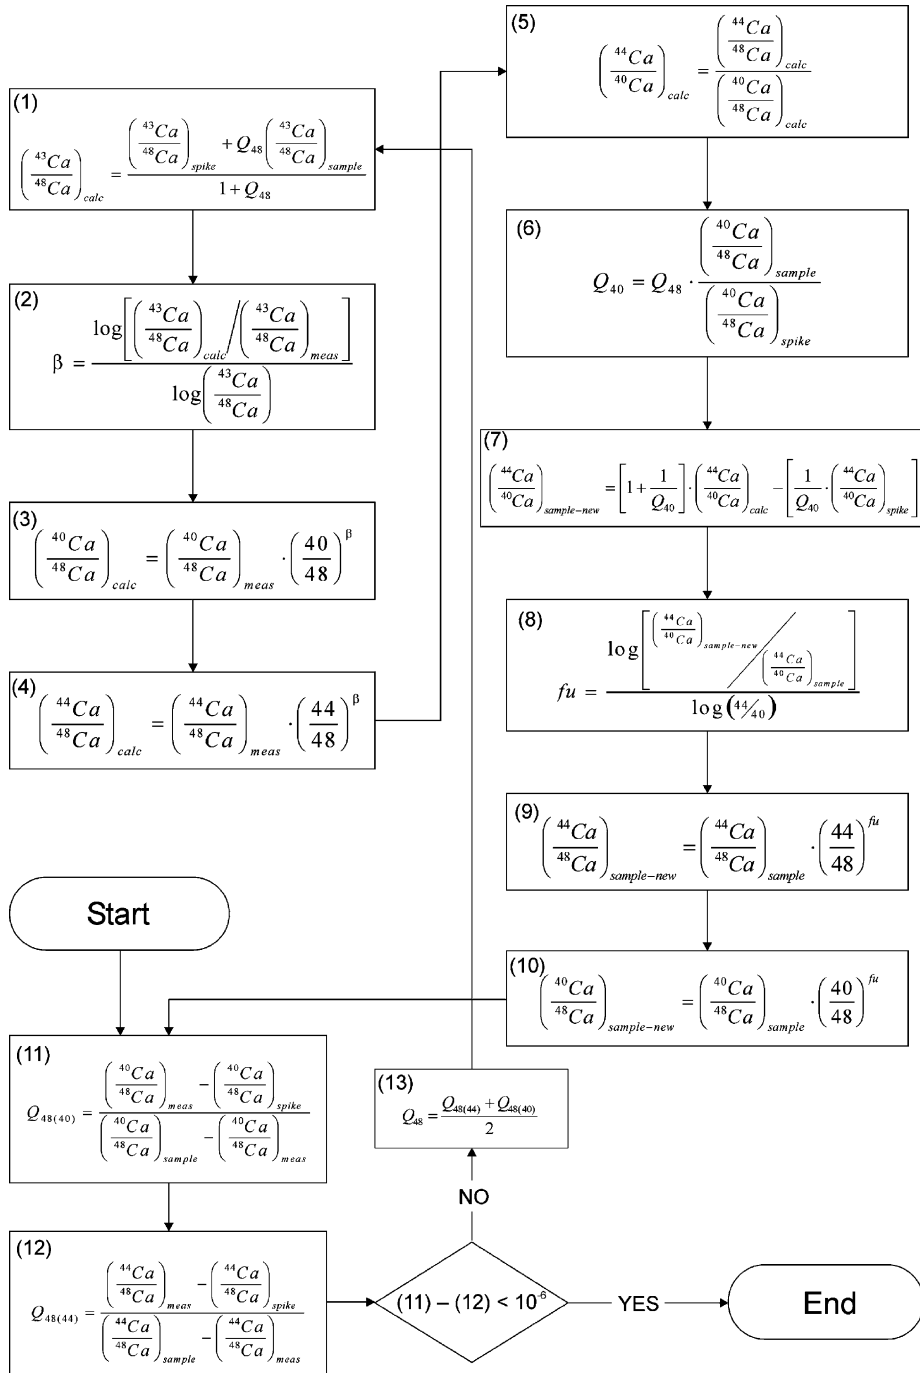 (1)
(⁴³Ca/⁴⁸Ca)calc = ((⁴³Ca/⁴⁸Ca)spike + Q₄₈(⁴³Ca/⁴⁸Ca)sample) / (1 + Q₄₈)
(2)
β = log[(⁴³Ca/⁴⁸Ca)calc / (⁴³Ca/⁴⁸Ca)meas] / log(⁴³Ca/⁴⁸Ca)
(3)
(⁴⁰Ca/⁴⁸Ca)calc = (⁴⁰Ca/⁴⁸Ca)meas · (40/48)^β
(4)
(⁴⁴Ca/⁴⁸Ca)calc = (⁴⁴Ca/⁴⁸Ca)meas · (44/48)^β
(5)
(⁴⁴Ca/⁴⁰Ca)calc = (⁴⁴Ca/⁴⁸Ca)calc / (⁴⁰Ca/⁴⁸Ca)calc
(6)
Q₄₀ = Q₄₈ · (⁴⁰Ca/⁴⁸Ca)sample / (⁴⁰Ca/⁴⁸Ca)spike
(7)
(⁴⁴Ca/⁴⁰Ca)sample−new = [1 + 1/Q₄₀] · (⁴⁴Ca/⁴⁰Ca)calc − [1/Q₄₀ · (⁴⁴Ca/⁴⁰Ca)spike]
(8)
fu = log[(⁴⁴Ca/⁴⁰Ca)sample−new / (⁴⁴Ca/⁴⁰Ca)sample] / log(44/40)
(9)
(⁴⁴Ca/⁴⁸Ca)sample−new = (⁴⁴Ca/⁴⁸Ca)sample · (44/48)^fu
(10)
(⁴⁰Ca/⁴⁸Ca)sample−new = (⁴⁰Ca/⁴⁸Ca)sample · (40/48)^fu
Start
(11)
Q₄₈₍₄₀₎ = ((⁴⁰Ca/⁴⁸Ca)meas − (⁴⁰Ca/⁴⁸Ca)spike) / ((⁴⁰Ca/⁴⁸Ca)sample − (⁴⁰Ca/⁴⁸Ca)meas)
(12)
Q₄₈₍₄₄₎ = ((⁴⁴Ca/⁴⁸Ca)meas − (⁴⁴Ca/⁴⁸Ca)spike) / ((⁴⁴Ca/⁴⁸Ca)sample − (⁴⁴Ca/⁴⁸Ca)meas)
(13)
Q₄₈ = (Q₄₈₍₄₄₎ + Q₄₈₍₄₀₎) / 2
NO
(11) – (12) < 10⁻⁶
YES
End